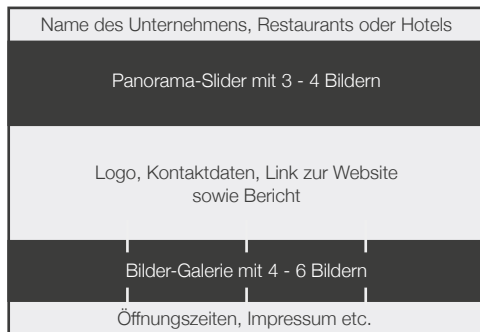 Name des Unternehmens, Restaurants oder Hotels
Panorama-Slider mit 3 - 4 Bildern
Logo, Kontaktdaten, Link zur Website
sowie Bericht
Bilder-Galerie mit 4 - 6 Bildern
Öffnungszeiten, Impressum etc.